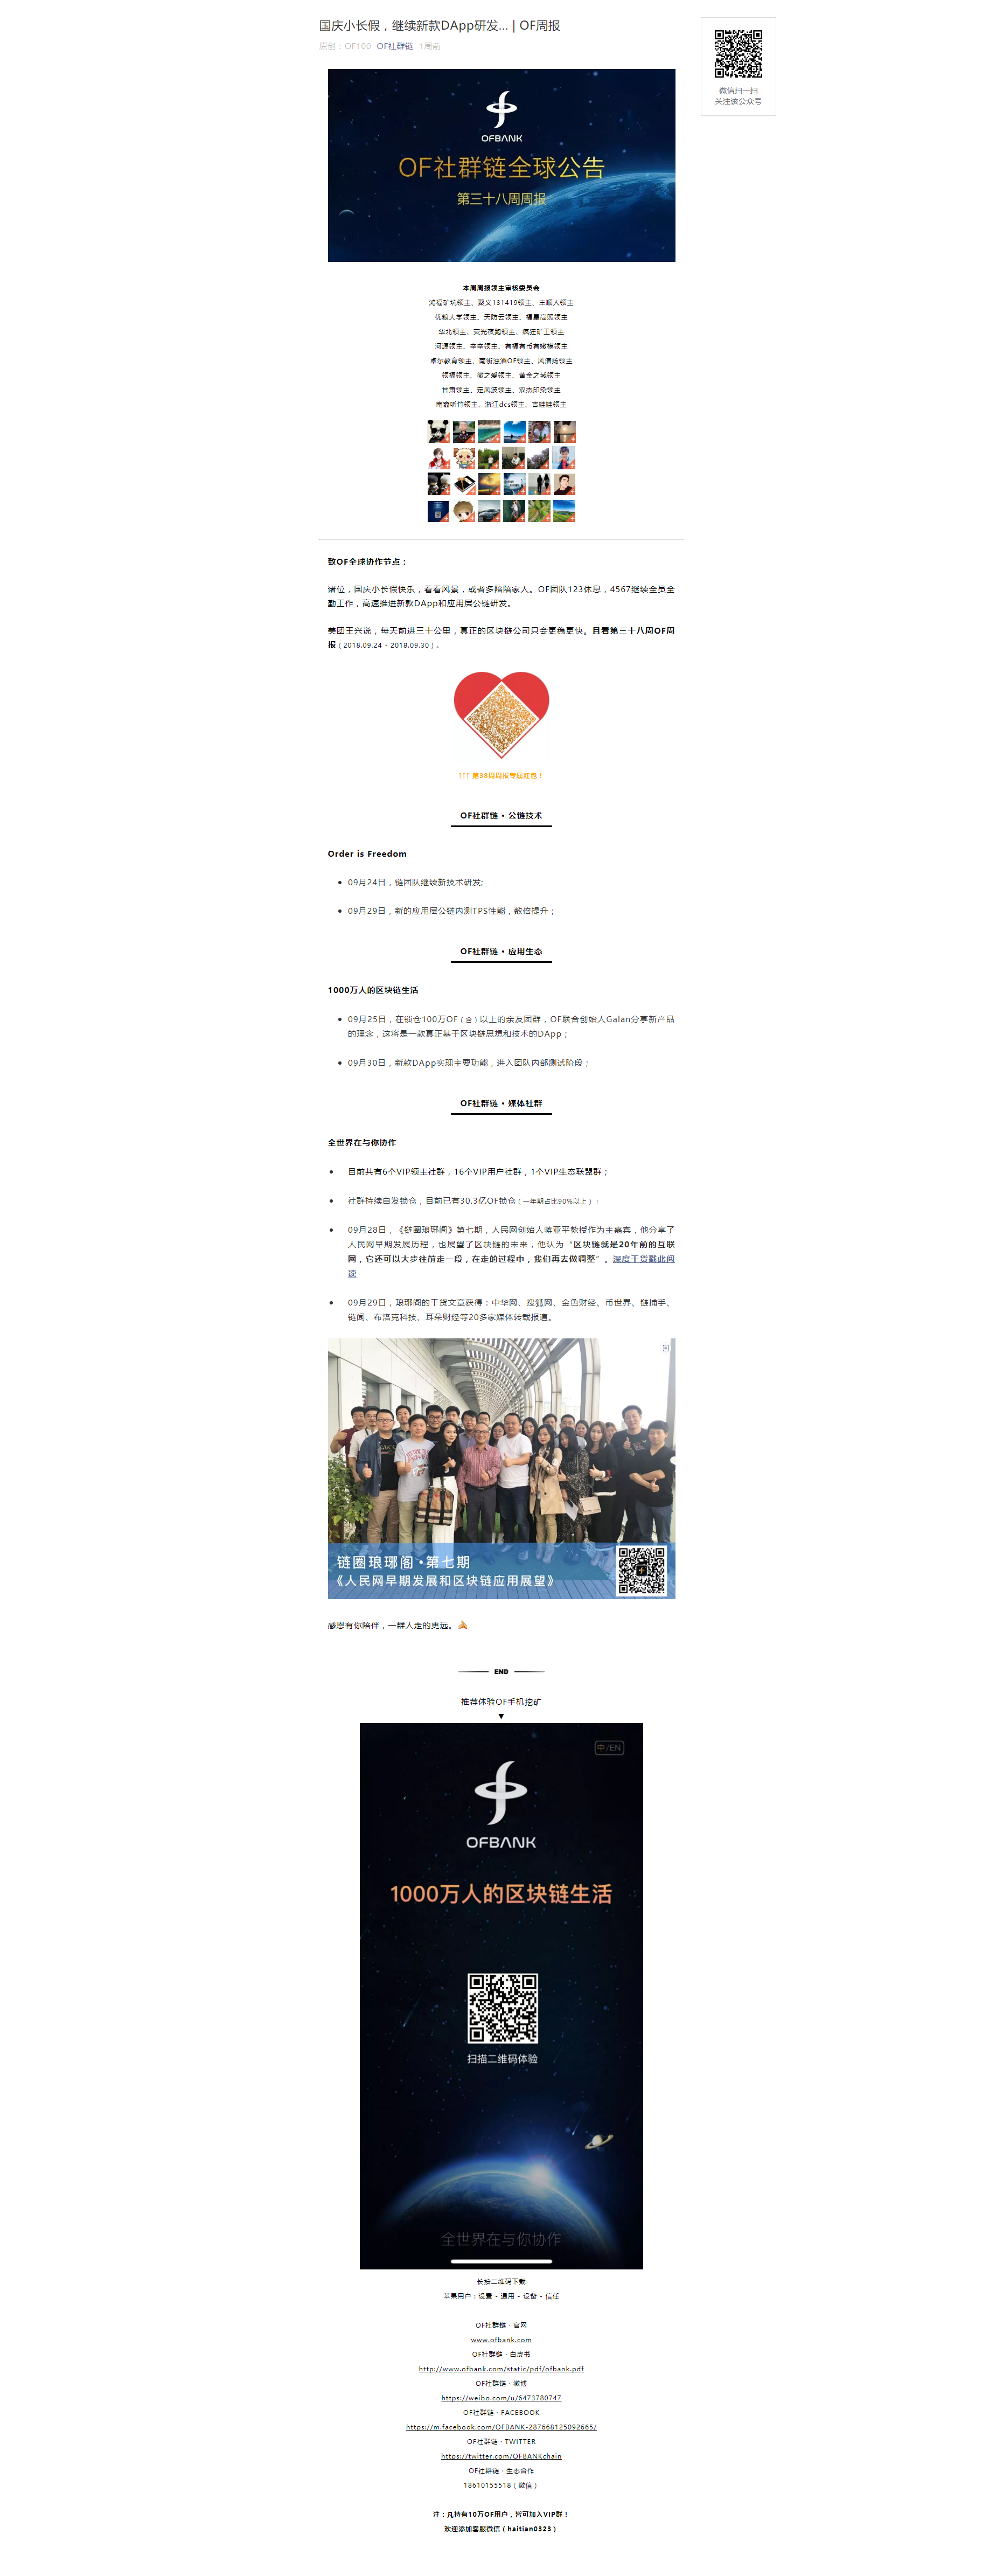 国庆小长假，继续新款DApp研发... | OF周报
原创：OF100 OF社群链 1周前
微信扫一扫
关注该公众号
OFBANK
OF社群链全球公告
第三十八周周报
本周周报领主审核委员会
鸿福矿坑领主、聚义131419领主、丰顺人领主
优粮大学领主、天防云领主、福星高照领主
华北领主、荧光夜跑领主、疯狂矿工领主
河源领主、帝帝领主、有福有币有嫩模领主
卓尔教育领主、南街浊酒OF领主、风清扬领主
领福领主、微之爱领主、黄金之城领主
甘肃领主、定风波领主、双杰印染领主
南窗听竹领主、浙江dcs领主、吉娃娃领主
致OF全球协作节点：
诸位，国庆小长假快乐，看看风景，或者多陪陪家人。OF团队123休息，4567继续全员全
勤工作，高速推进新款DApp和应用层公链研发。
美团王兴说，每天前进三十公里，真正的区块链公司只会更稳更快。且看第三十八周OF周
报（2018.09.24 - 2018.09.30）.
↑↑↑ 第38周周报专属红包！
OF社群链 · 公链技术
Order is Freedom
• 09月24日，链团队继续新技术研发;
• 09月29日，新的应用层公链内测TPS性能，数倍提升；
OF社群链 · 应用生态
1000万人的区块链生活
• 09月25日，在锁仓100万OF（含）以上的亲友团群，OF联合创始人Galan分享新产品
的理念，这将是一款真正基于区块链思想和技术的DApp；
• 09月30日，新款DApp实现主要功能，进入团队内部测试阶段；
OF社群链 · 媒体社群
全世界在与你协作
• 目前共有6个VIP领主社群，16个VIP用户社群，1个VIP生态联盟群；
• 社群持续自发锁仓，目前已有30.3亿OF锁仓（一年期占比90%以上）；
• 09月28日，《链圈琅琊阁》第七期，人民网创始人蒋亚平教授作为主嘉宾，他分享了
人民网早期发展历程，也展望了区块链的未来，他认为“区块链就是20年前的互联
网，它还可以大步往前走一段，在走的过程中，我们再去做调整”。深度干货戳此阅
读
• 09月29日，琅琊阁的干货文章获得：中华网、搜狐网、金色财经、币世界、链捕手、
链闻、布洛克科技、耳朵财经等20多家媒体转载报道。
链圈琅琊阁 · 第七期
《人民网早期发展和区块链应用展望》
感恩有你陪伴，一群人走的更远。
END
推荐体验OF手机挖矿
▼
中/EN
OFBANK
1000万人的区块链生活
扫描二维码体验
全世界在与你协作
长按二维码下载
苹果用户：设置 - 通用 - 设备 - 信任
OF社群链 - 官网
www.ofbank.com
OF社群链 - 白皮书
http://www.ofbank.com/static/pdf/ofbank.pdf
OF社群链 - 微博
https://weibo.com/u/6473780747
OF社群链 - FACEBOOK
https://m.facebook.com/OFBANK-287668125092665/
OF社群链 - TWITTER
https://twitter.com/OFBANKchain
OF社群链 - 生态合作
18610155518（微信）
注：凡持有10万OF用户，皆可加入VIP群！
欢迎添加客服微信（haitian0323）